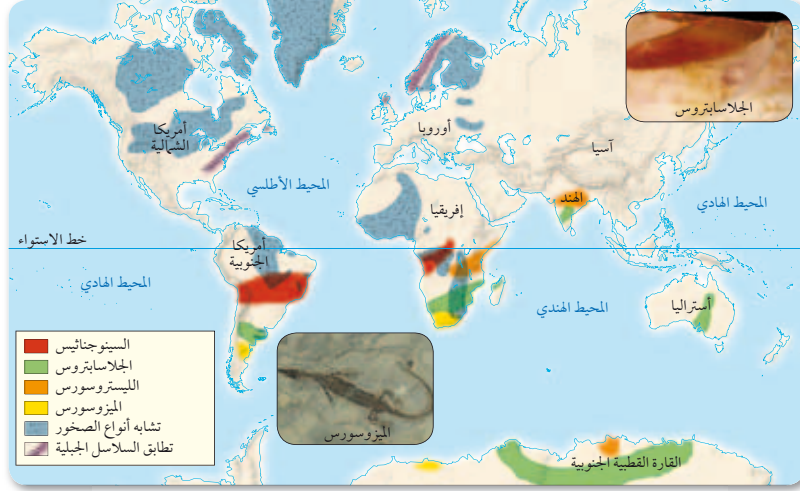 الجلاسابتروس
أمريكا
الشمالية
أوروبا
آسيا
المحيط الأطلسي
الهند
المحيط الهادي
إفريقيا
خط الاستواء
أمريكا
الجنوبية
المحيط الهادي
المحيط الهندي
أستراليا
السينوجناثيس
الجلاسابتروس
الليستروسورس
الميزوسورس
تشابه أنواع الصخور
تطابق السلاسل الجبلية
الميزوسورس
القارة القطبية الجنوبية